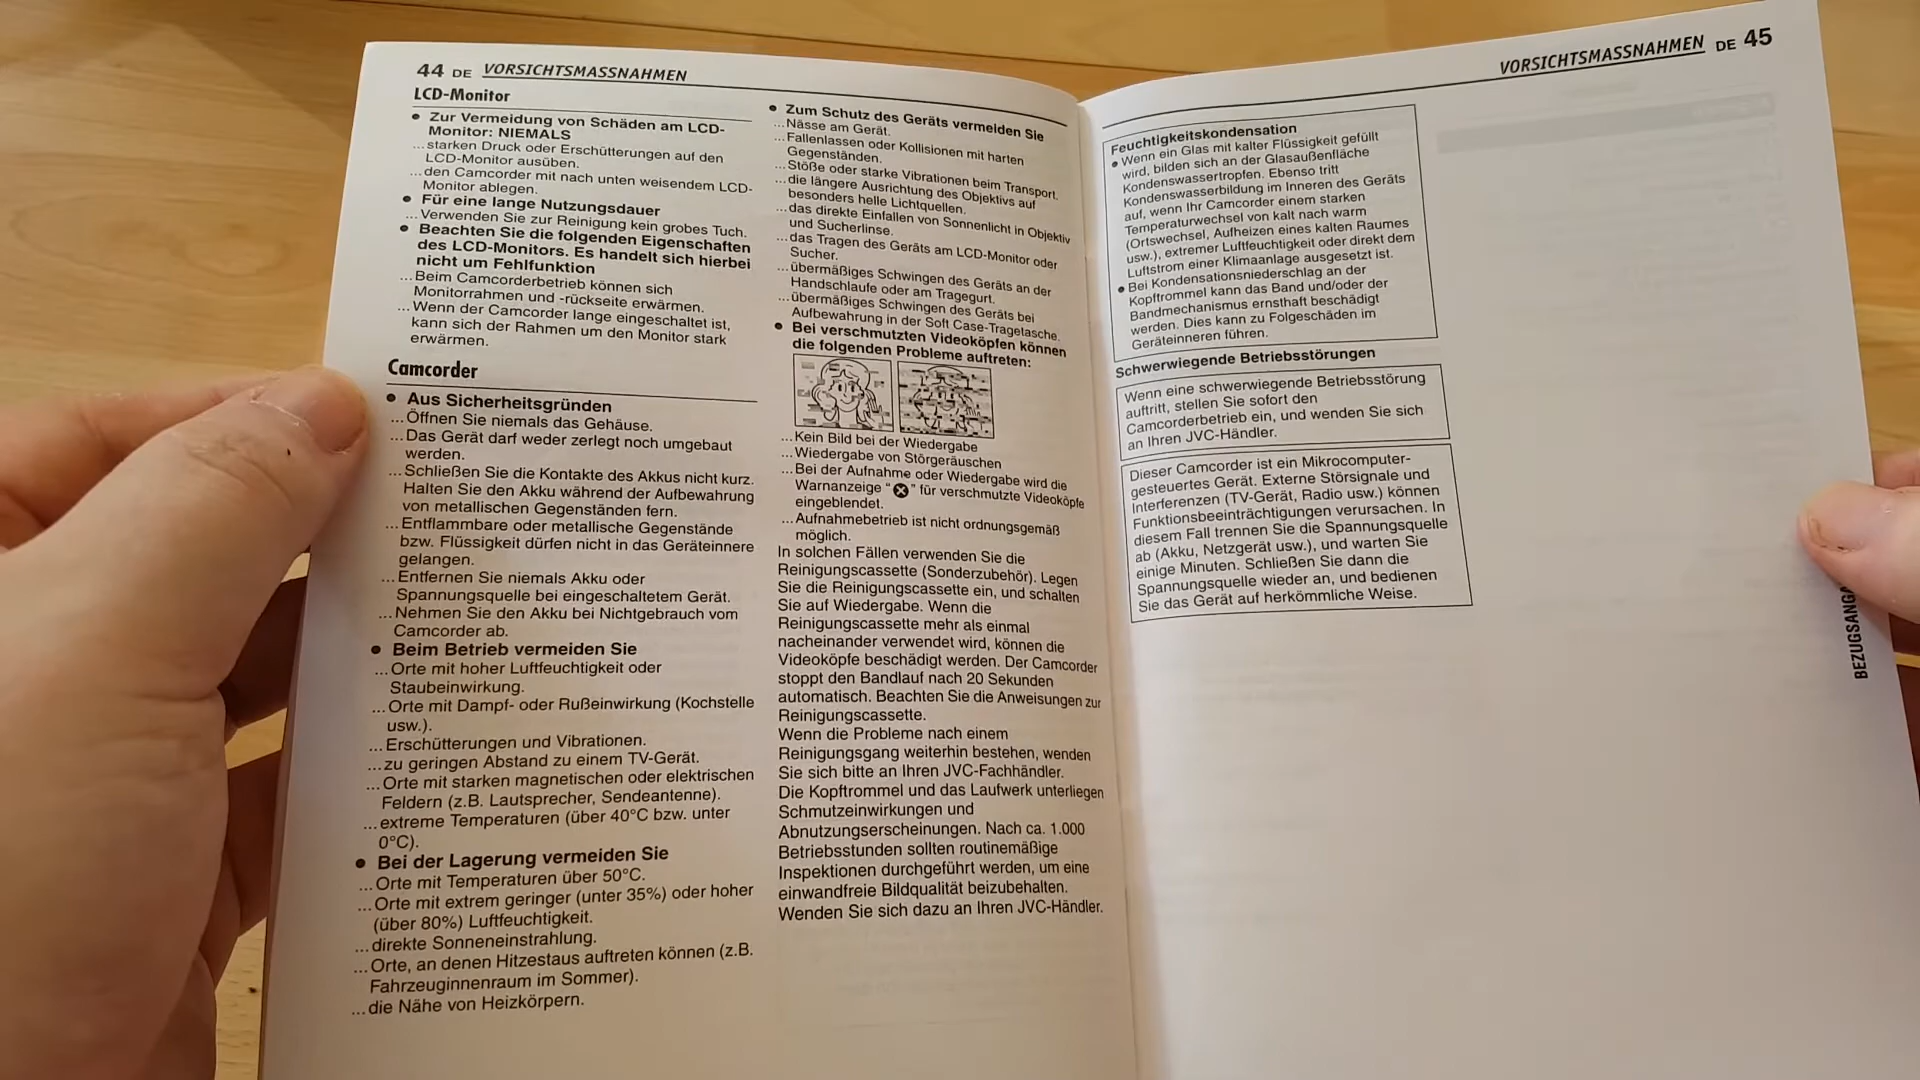 44 DE VORSICHTSMASSNAHMEN
LCD-Monitor
● Zur Vermeidung von Schäden am LCD-
Monitor: NIEMALS
...starken Druck oder Erschütterungen auf den
LCD-Monitor ausüben.
...den Camcorder mit nach unten weisendem LCD-
Monitor ablegen.
● Für eine lange Nutzungsdauer
...Verwenden Sie zur Reinigung kein grobes Tuch.
● Beachten Sie die folgenden Eigenschaften
des LCD-Monitors. Es handelt sich hierbei
nicht um Fehlfunktion
...Beim Camcorderbetrieb können sich
Monitorrahmen und -rückseite erwärmen.
...Wenn der Camcorder lange eingeschaltet ist,
kann sich der Rahmen um den Monitor stark
erwärmen.
Camcorder
● Aus Sicherheitsgründen
...Öffnen Sie niemals das Gehäuse.
...Das Gerät darf weder zerlegt noch umgebaut
werden.
...Schließen Sie die Kontakte des Akkus nicht kurz.
Halten Sie den Akku während der Aufbewahrung
von metallischen Gegenständen fern.
...Entflammbare oder metallische Gegenstände
bzw. Flüssigkeit dürfen nicht in das Geräteinnere
gelangen.
...Entfernen Sie niemals Akku oder
Spannungsquelle bei eingeschaltetem Gerät.
...Nehmen Sie den Akku bei Nichtgebrauch vom
Camcorder ab.
● Beim Betrieb vermeiden Sie
...Orte mit hoher Luftfeuchtigkeit oder
Staubeinwirkung.
...Orte mit Dampf- oder Rußeinwirkung (Kochstelle
usw.).
...Erschütterungen und Vibrationen.
...zu geringen Abstand zu einem TV-Gerät.
...Orte mit starken magnetischen oder elektrischen
Feldern (z.B. Lautsprecher, Sendeantenne).
...extreme Temperaturen (über 40°C bzw. unter
0°C).
● Bei der Lagerung vermeiden Sie
...Orte mit Temperaturen über 50°C.
...Orte mit extrem geringer (unter 35%) oder hoher
(über 80%) Luftfeuchtigkeit.
...direkte Sonneneinstrahlung.
...Orte, an denen Hitzestaus auftreten können (z.B.
Fahrzeuginnenraum im Sommer).
...die Nähe von Heizkörpern.
● Zum Schutz des Geräts vermeiden Sie
...Nässe am Gerät.
...Fallenlassen oder Kollisionen mit harten
Gegenständen.
...Stöße oder starke Vibrationen beim Transport.
...die längere Ausrichtung des Objektivs auf
besonders helle Lichtquellen.
...das direkte Einfallen von Sonnenlicht in Objektiv
und Sucherlinse.
...das Tragen des Geräts am LCD-Monitor oder
Sucher.
...übermäßiges Schwingen des Geräts an der
Handschlaufe oder am Tragegurt.
...übermäßiges Schwingen des Geräts bei
Aufbewahrung in der Soft Case-Tragetasche.
● Bei verschmutzten Videoköpfen können
die folgenden Probleme auftreten:
...Kein Bild bei der Wiedergabe
...Wiedergabe von Störgeräuschen
...Bei der Aufnahme oder Wiedergabe wird die
Warnanzeige “⊗” für verschmutzte Videoköpfe
eingeblendet.
...Aufnahmebetrieb ist nicht ordnungsgemäß
möglich.
In solchen Fällen verwenden Sie die
Reinigungscassette (Sonderzubehör). Legen
Sie die Reinigungscassette ein, und schalten
Sie auf Wiedergabe. Wenn die
Reinigungscassette mehr als einmal
nacheinander verwendet wird, können die
Videoköpfe beschädigt werden. Der Camcorder
stoppt den Bandlauf nach 20 Sekunden
automatisch. Beachten Sie die Anweisungen zur
Reinigungscassette.
Wenn die Probleme nach einem
Reinigungsgang weiterhin bestehen, wenden
Sie sich bitte an Ihren JVC-Fachhändler.
Die Kopftrommel und das Laufwerk unterliegen
Schmutzeinwirkungen und
Abnutzungserscheinungen. Nach ca. 1.000
Betriebsstunden sollten routinemäßige
Inspektionen durchgeführt werden, um eine
einwandfreie Bildqualität beizubehalten.
Wenden Sie sich dazu an Ihren JVC-Händler.
VORSICHTSMASSNAHMEN DE 45
Feuchtigkeitskondensation
● Wenn ein Glas mit kalter Flüssigkeit gefüllt
wird, bilden sich an der Glasaußenfläche
Kondenswassertropfen. Ebenso tritt
Kondenswasserbildung im Inneren des Geräts
auf, wenn Ihr Camcorder einem starken
Temperaturwechsel von kalt nach warm
(Ortswechsel, Aufheizen eines kalten Raumes
usw.), extremer Luftfeuchtigkeit oder direkt dem
Luftstrom einer Klimaanlage ausgesetzt ist.
● Bei Kondensationsniederschlag an der
Kopftrommel kann das Band und/oder der
Bandmechanismus ernsthaft beschädigt
werden. Dies kann zu Folgeschäden im
Geräteinneren führen.
Schwerwiegende Betriebsstörungen
Wenn eine schwerwiegende Betriebsstörung
auftritt, stellen Sie sofort den
Camcorderbetrieb ein, und wenden Sie sich
an Ihren JVC-Händler.
Dieser Camcorder ist ein Mikrocomputer-
gesteuertes Gerät. Externe Störsignale und
Interferenzen (TV-Gerät, Radio usw.) können
Funktionsbeeinträchtigungen verursachen. In
diesem Fall trennen Sie die Spannungsquelle
ab (Akku, Netzgerät usw.), und warten Sie
einige Minuten. Schließen Sie dann die
Spannungsquelle wieder an, und bedienen
Sie das Gerät auf herkömmliche Weise.